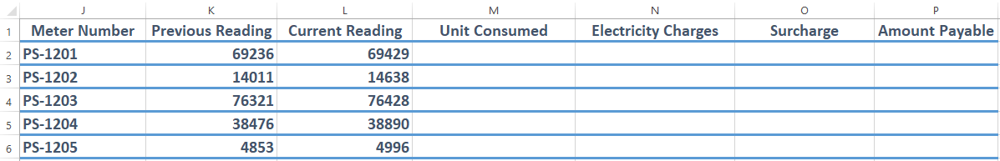 J K L M N O P
1 Meter Number Previous Reading Current Reading Unit Consumed Electricity Charges Surcharge Amount Payable
2 PS-1201 69236 69429
3 PS-1202 14011 14638
4 PS-1203 76321 76428
5 PS-1204 38476 38890
6 PS-1205 4853 4996